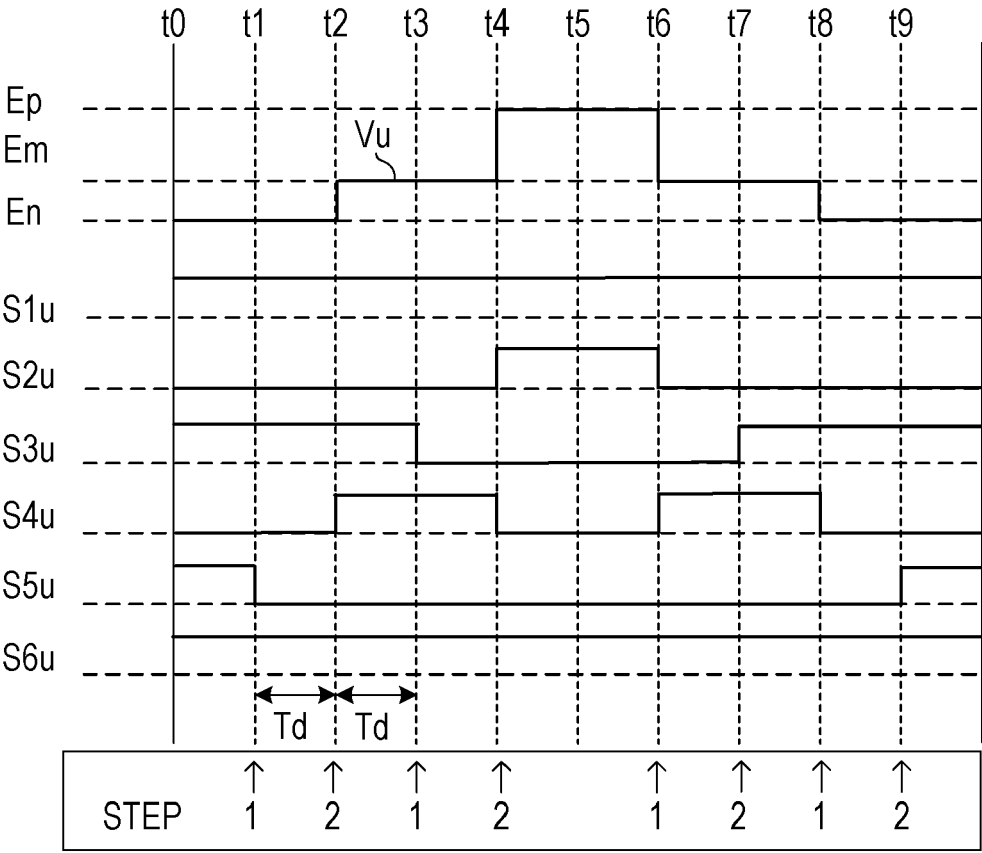 t0 t1 t2 t3 t4 t5 t6 t7 t8 t9
Ep
Vu
Em
En
S1u
S2u
S3u
S4u
S5u
S6u
Td Td
STEP 1 2 1 2 1 2 1 2